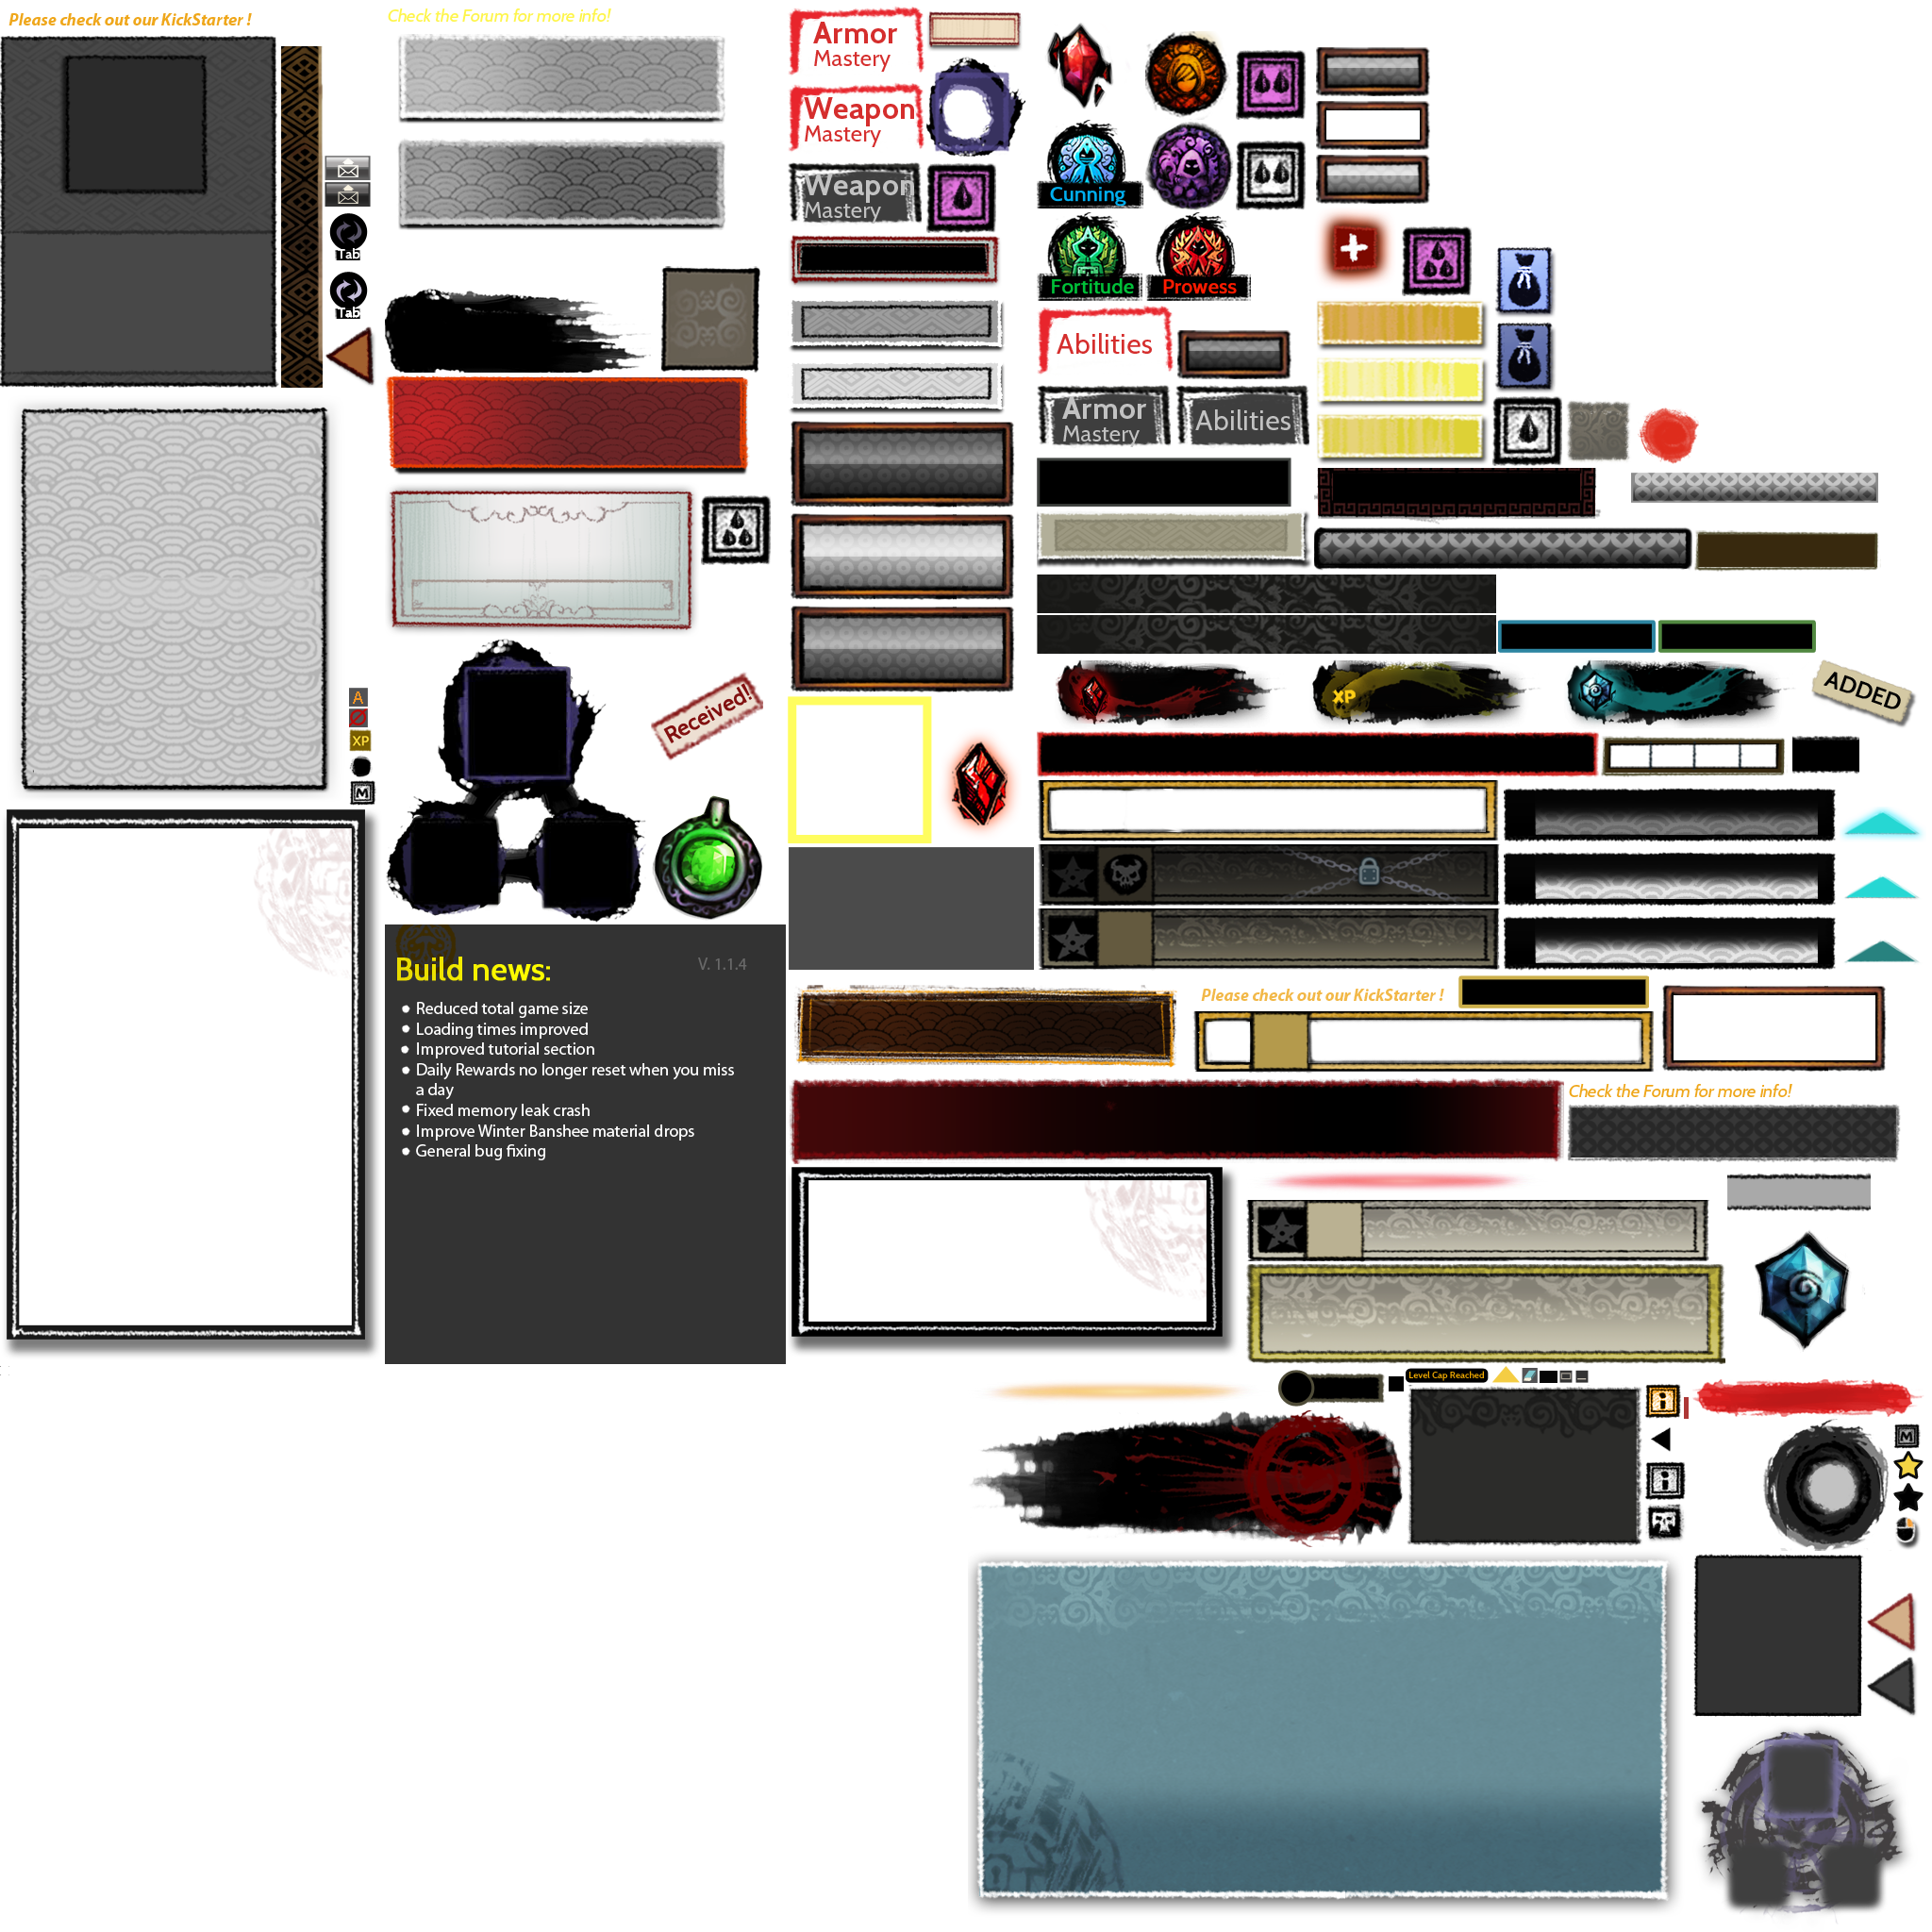 Please check out our KickStarter !
Check the Forum for more info!
Armor
Mastery
Weapon
Mastery
Weapon
Mastery
Cunning
Fortitude
Prowess
Tab
Tab
Abilities
Armor
Mastery
Abilities
A
XP
M
Received!
XP
ADDED
Build news:
V. 1.1.4
Reduced total game size
Loading times improved
Improved tutorial section
Daily Rewards no longer reset when you miss
a day
Fixed memory leak crash
Improve Winter Banshee material drops
General bug fixing
Please check out our KickStarter !
Check the Forum for more info!
Level Cap Reached
i
M
i